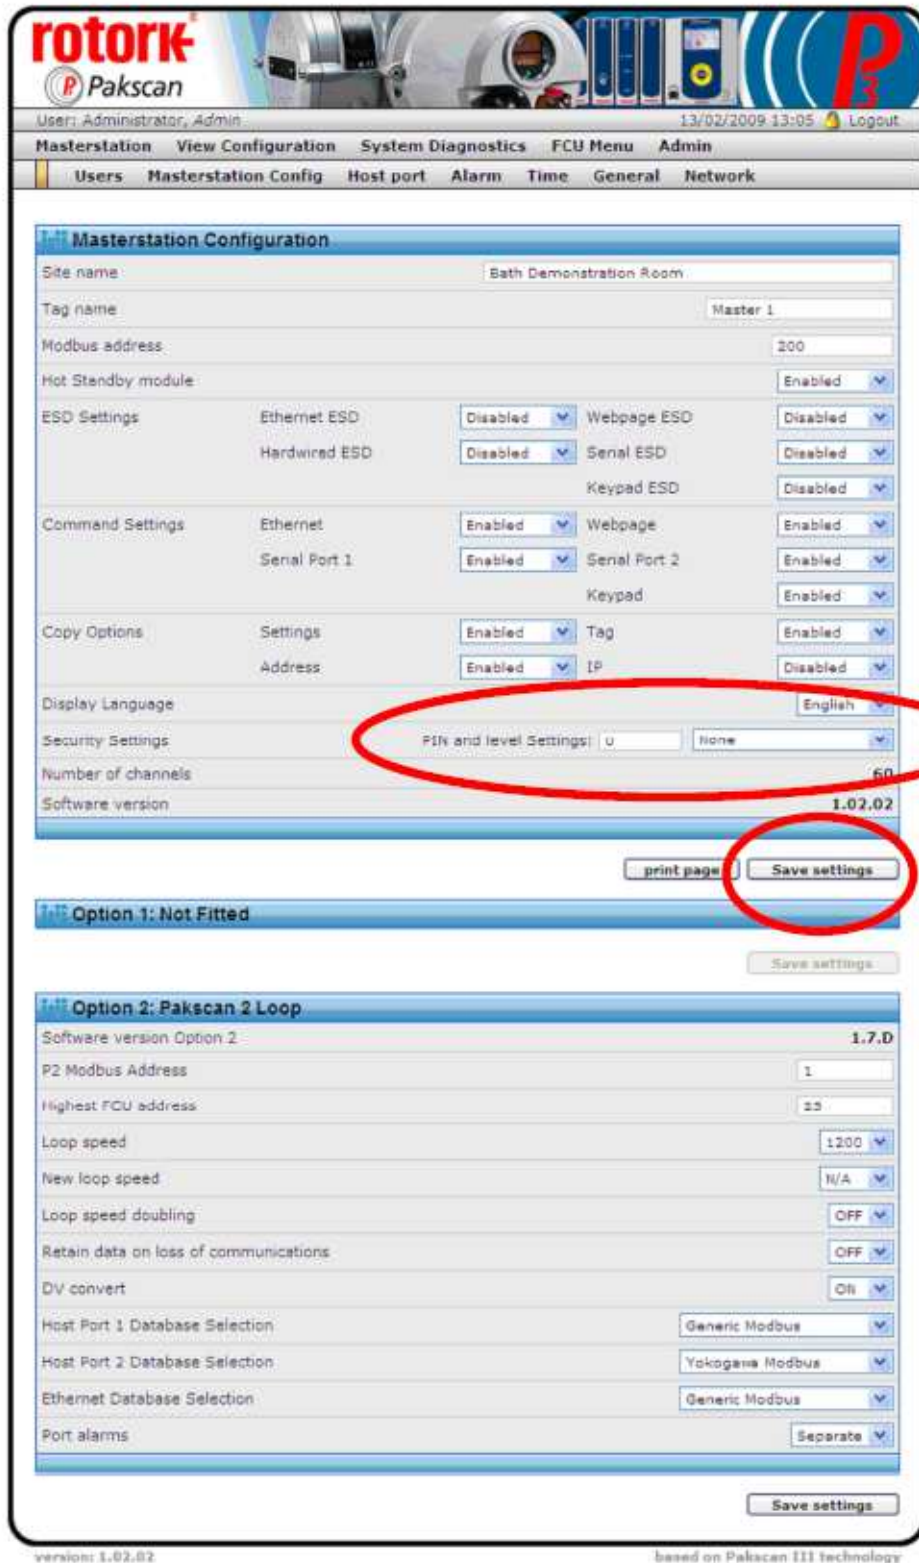 rotork
Pakscan
P3
User: Administrator, Admin 13/02/2009 13:05 Logout
Masterstation View Configuration System Diagnostics FCU Menu Admin
Users Masterstation Config Host port Alarm Time General Network
Masterstation Configuration
Site name Bath Demonstration Room
Tag name Master 1
Modbus address 200
Hot Standby module Enabled
ESD Settings Ethernet ESD Disabled Webpage ESD Disabled
Hardwired ESD Disabled Serial ESD Disabled
Keypad ESD Disabled
Command Settings Ethernet Enabled Webpage Enabled
Serial Port 1 Enabled Serial Port 2 Enabled
Keypad Enabled
Copy Options Settings Enabled Tag Enabled
Address Enabled IP Disabled
Display Language English
Security Settings PIN and level Settings: 0 None
Number of channels 60
Software version 1.02.02
print page Save settings
Option 1: Not Fitted
Save settings
Option 2: Pakscan 2 Loop
Software version Option 2 1.7.D
P2 Modbus Address 1
Highest FCU address
Loop speed 1200
New loop speed N/A
Loop speed doubling OFF
Retain data on loss of communications OFF
DV convert ON
Host Port 1 Database Selection Generic Modbus
Host Port 2 Database Selection Yokogawa Modbus
Ethernet Database Selection Generic Modbus
Port alarms Separate
Save settings
version: 1.02.02 based on Pakscan III technology